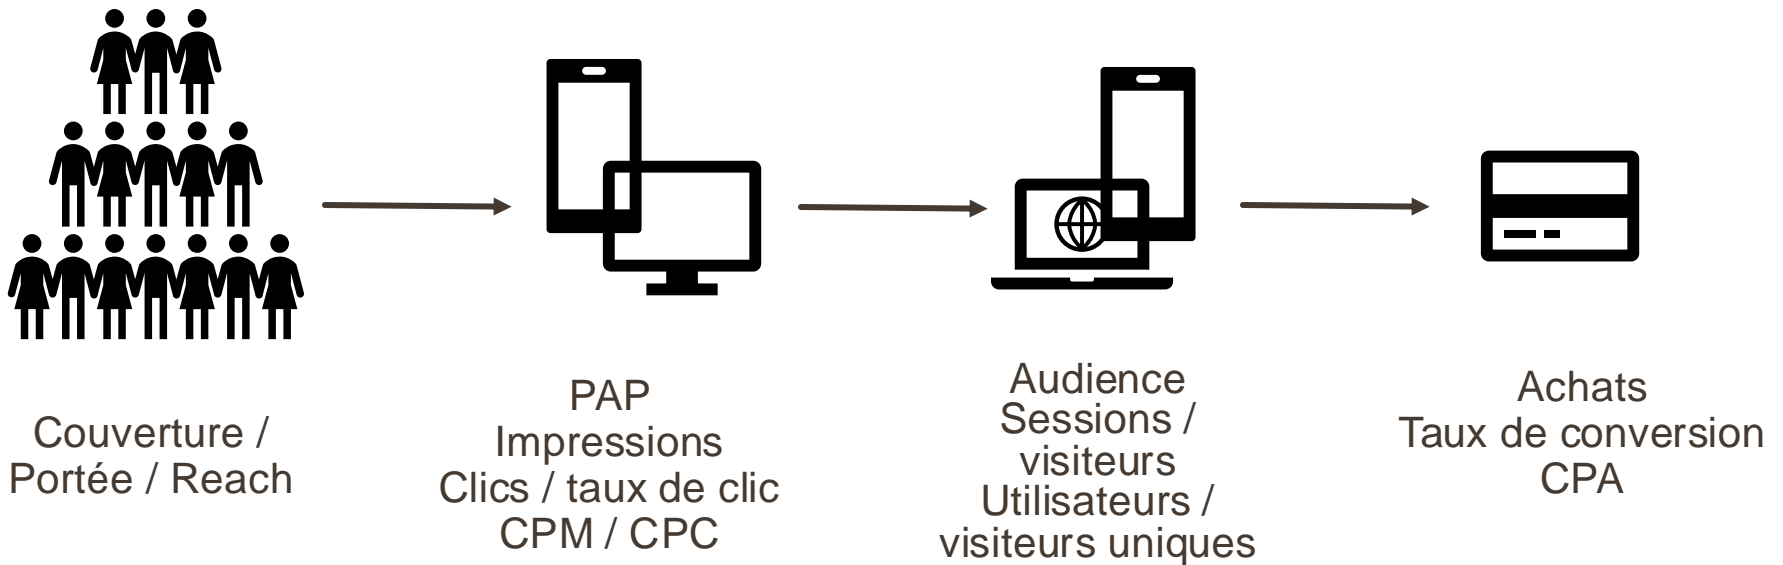 Couverture /
Portée / Reach
PAP
Impressions
Clics / taux de clic
CPM / CPC
Audience
Sessions /
visiteurs
Utilisateurs /
visiteurs uniques
Achats
Taux de conversion
CPA